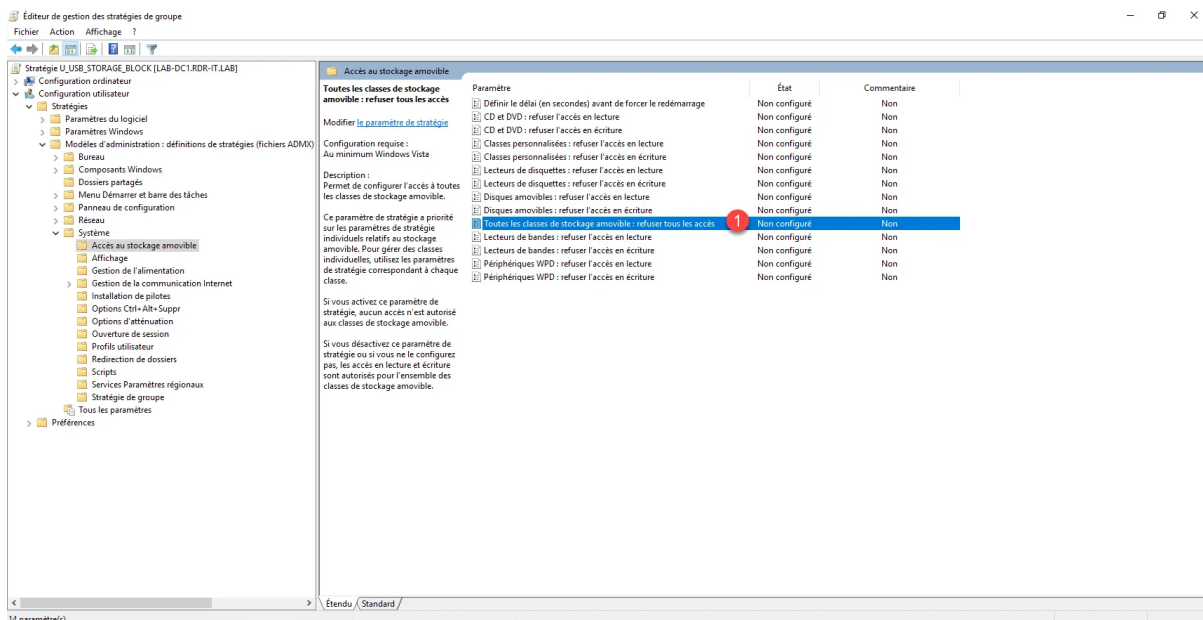 Éditeur de gestion des stratégies de groupe
Fichier Action Affichage ?
Stratégie U_USB_STORAGE_BLOCK [LAB-DC1.RDR-IT.LAB]
Configuration ordinateur
Configuration utilisateur
Stratégies
Paramètres du logiciel
Paramètres Windows
Modèles d'administration : définitions de stratégies (fichiers ADMX)
Bureau
Composants Windows
Dossiers partagés
Menu Démarrer et barre des tâches
Panneau de configuration
Réseau
Système
Accès au stockage amovible
Affichage
Gestion de l'alimentation
Gestion de la communication Internet
Installation de pilotes
Options Ctrl+Alt+Suppr
Options d'atténuation
Ouverture de session
Profils utilisateur
Redirection de dossiers
Scripts
Services Paramètres régionaux
Stratégie de groupe
Tous les paramètres
Préférences
Accès au stockage amovible
Toutes les classes de stockage
amovible : refuser tous les accès
Modifier le paramètre de stratégie
Configuration requise :
Au minimum Windows Vista
Description :
Permet de configurer l'accès à toutes
les classes de stockage amovible.
Ce paramètre de stratégie a priorité
sur les paramètres de stratégie
individuels relatifs au stockage
amovible. Pour gérer des classes
individuelles, utilisez les paramètres
de stratégie correspondant à chaque
classe.
Si vous activez ce paramètre de
stratégie, aucun accès n'est autorisé
aux classes de stockage amovible.
Si vous désactivez ce paramètre de
stratégie ou si vous ne le configurez
pas, les accès en lecture et écriture
sont autorisés pour l'ensemble des
classes de stockage amovible.
Paramètre État Commentaire
Définir le délai (en secondes) avant de forcer le redémarrage Non configuré Non
CD et DVD : refuser l'accès en lecture Non configuré Non
CD et DVD : refuser l'accès en écriture Non configuré Non
Classes personnalisées : refuser l'accès en lecture Non configuré Non
Classes personnalisées : refuser l'accès en écriture Non configuré Non
Lecteurs de disquettes : refuser l'accès en lecture Non configuré Non
Lecteurs de disquettes : refuser l'accès en écriture Non configuré Non
Disques amovibles : refuser l'accès en lecture Non configuré Non
Disques amovibles : refuser l'accès en écriture Non configuré Non
Toutes les classes de stockage amovible : refuser tous les accès 1 Non configuré Non
Lecteurs de bandes : refuser l'accès en lecture Non configuré Non
Lecteurs de bandes : refuser l'accès en écriture Non configuré Non
Périphériques WPD : refuser l'accès en lecture Non configuré Non
Périphériques WPD : refuser l'accès en écriture Non configuré Non
Étendu Standard
14 paramètre(s)